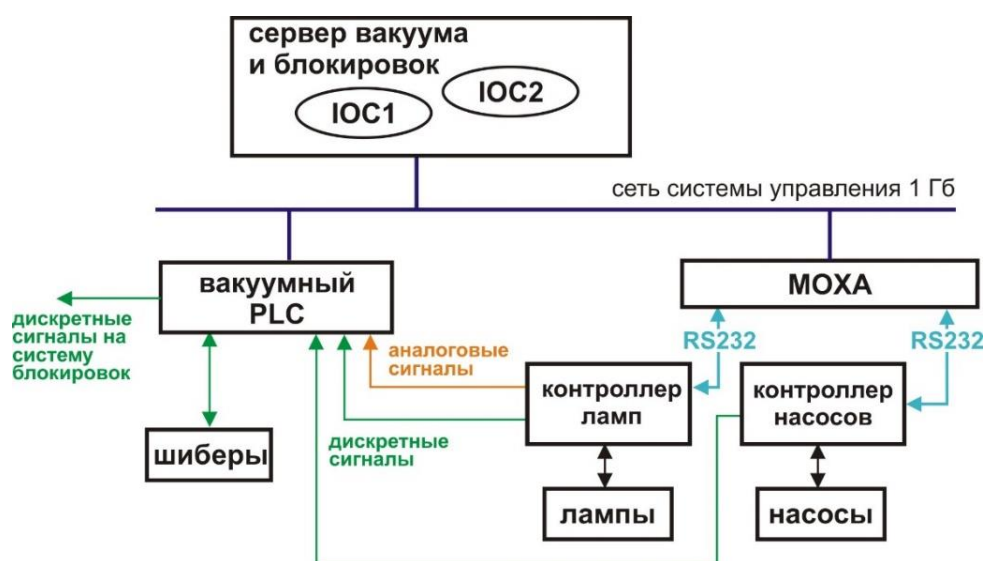 сервер вакуума
и блокировок
IOC1
IOC2
сеть системы управления 1 Гб
вакуумный
PLC
MOXA
дискретные
сигналы на
систему
блокировок
аналоговые
сигналы
RS232
RS232
контроллер
ламп
контроллер
насосов
шиберы
дискретные
сигналы
лампы
насосы